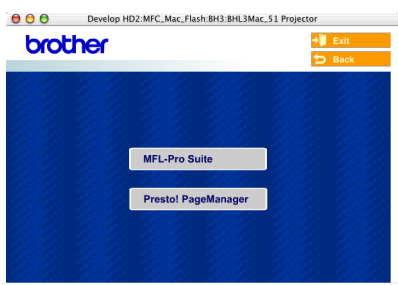 Develop HD2:MFC_Mac_Flash:BH3:BHL3Mac_51 Projector
brother
Exit
Back
MFL-Pro Suite
Presto! PageManager